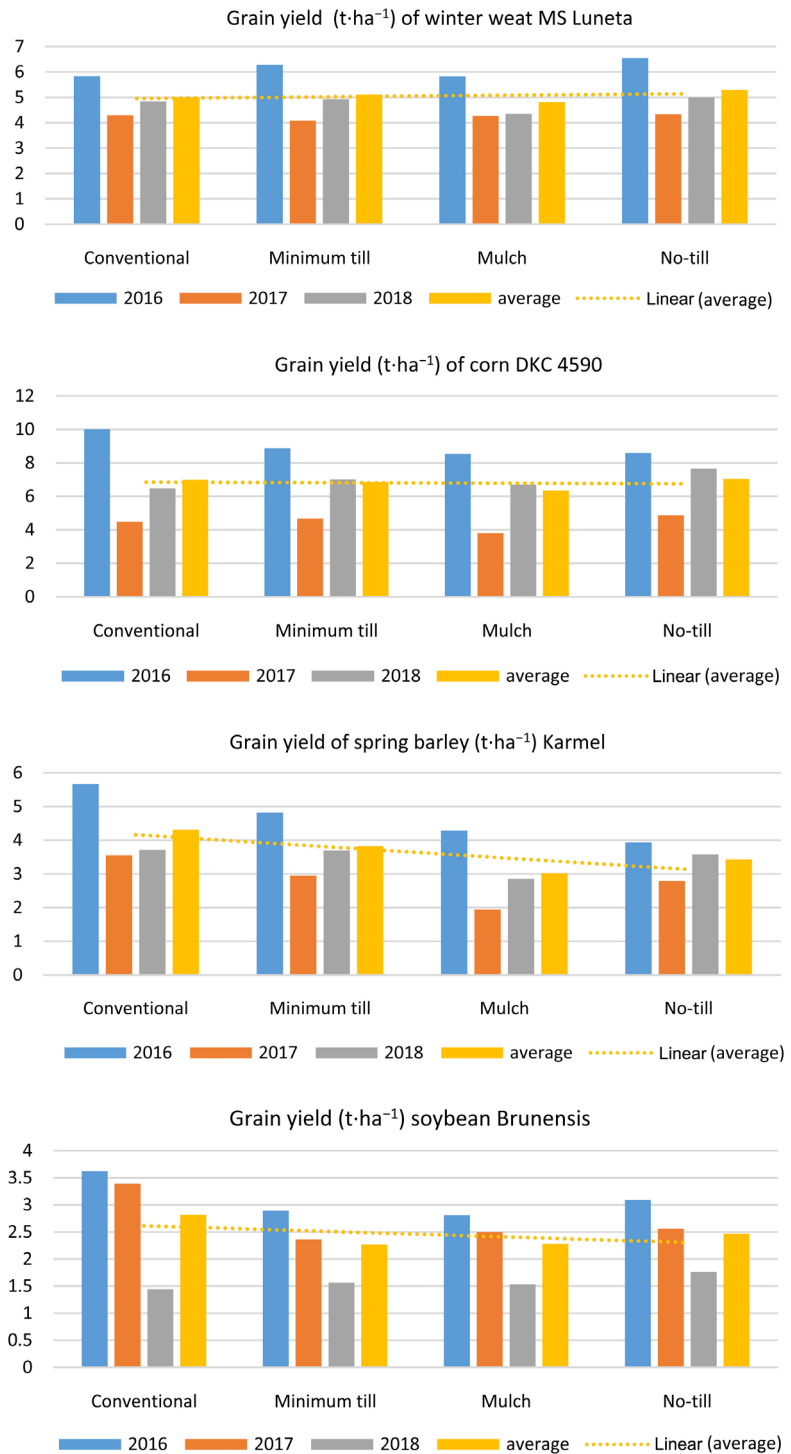 Grain yield (t·ha⁻¹) of winter weat MS Luneta
7
6
5
4
3
2
1
0
Conventional Minimum till Mulch No-till
2016 2017 2018 average Linear (average)
Grain yield (t·ha⁻¹) of corn DKC 4590
12
10
8
6
4
2
0
Conventional Minimum till Mulch No-till
2016 2017 2018 average Linear (average)
Grain yield of spring barley (t·ha⁻¹) Karmel
6
5
4
3
2
1
0
Conventional Minimum till Mulch No-till
2016 2017 2018 average Linear (average)
Grain yield (t·ha⁻¹) soybean Brunensis
4
3.5
3
2.5
2
1.5
1
0.5
0
Conventional Minimum till Mulch No-till
2016 2017 2018 average Linear (average)